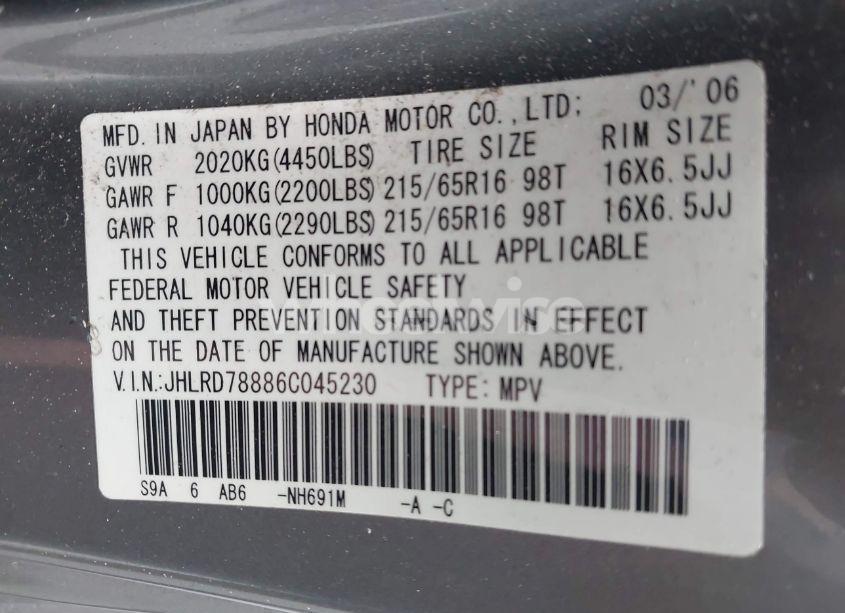 MFD. IN JAPAN BY HONDA MOTOR CO.,LTD: 03/'06
GVWR 2020KG(4450LBS) TIRE SIZE RIM SIZE
GAWR F 1000KG(2200LBS) 215/65R16 98T 16X6.5JJ
GAWR R 1040KG(2290LBS) 215/65R16 98T 16X6.5JJ
THIS VEHICLE CONFORMS TO ALL APPLICABLE
FEDERAL MOTOR VEHICLE SAFETY
AND THEFT PREVENTION STANDARDS IN EFFECT
ON THE DATE OF MANUFACTURE SHOWN ABOVE.
V.I.N.:JHLRD78886C045230 TYPE: MPV
S9A 6 AB6 -NH691M -A -C